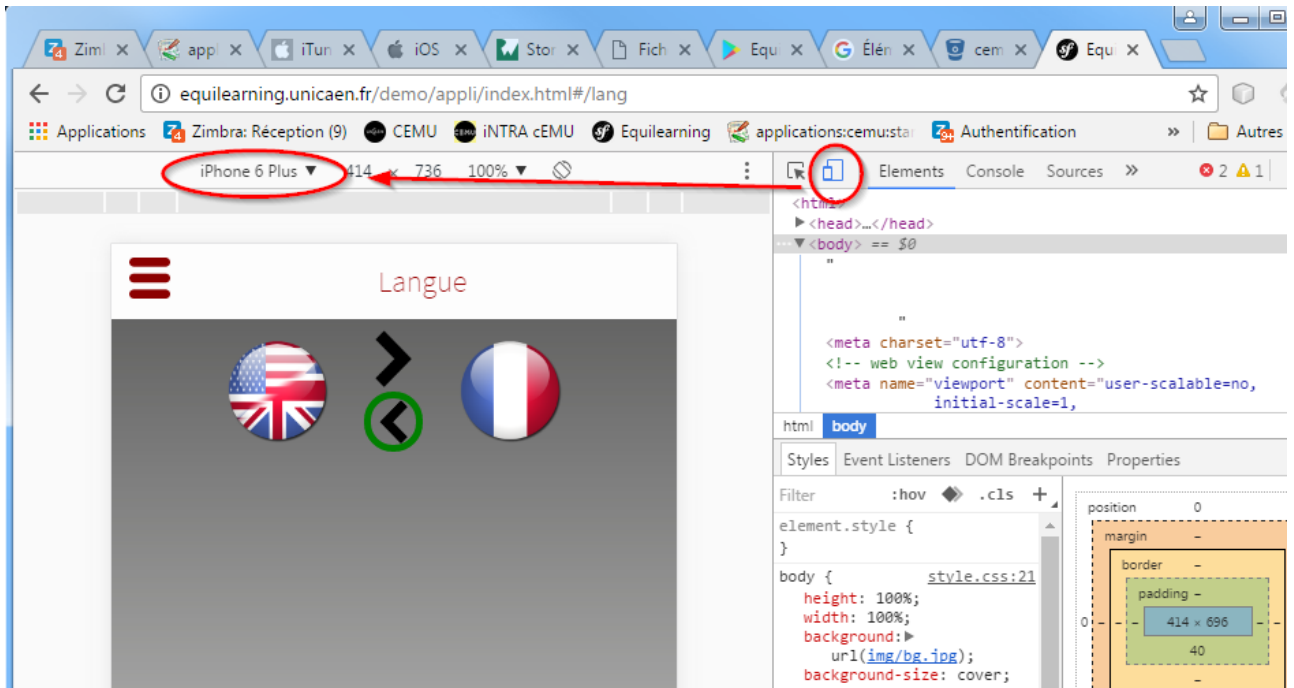 Ziml
appl
iTun
iOS
Stor
Fich
Equi
Élén
cem
Equi
equilearning.unicaen.fr/demo/appli/index.html#/lang
Applications Zimbra: Réception (9) CEMU iNTRA cEMU Equilearning applications:cemu:star Authentification » Autres
iPhone 6 Plus ▼ 414 × 736 100% ▼
Elements Console Sources » 2 1
<html>
▶<head>…</head>
…▼<body> == $0
"
"
<meta charset="utf-8">
<!-- web view configuration -->
<meta name="viewport" content="user-scalable=no,
initial-scale=1,
Langue
html body
Styles Event Listeners DOM Breakpoints Properties
Filter :hov .cls +
element.style {
}
body { style.css:21
height: 100%;
width: 100%;
background:▶
url(img/bg.jpg);
background-size: cover;
position 0
margin -
border -
padding -
0 - - - 414 × 696 - -
40
-